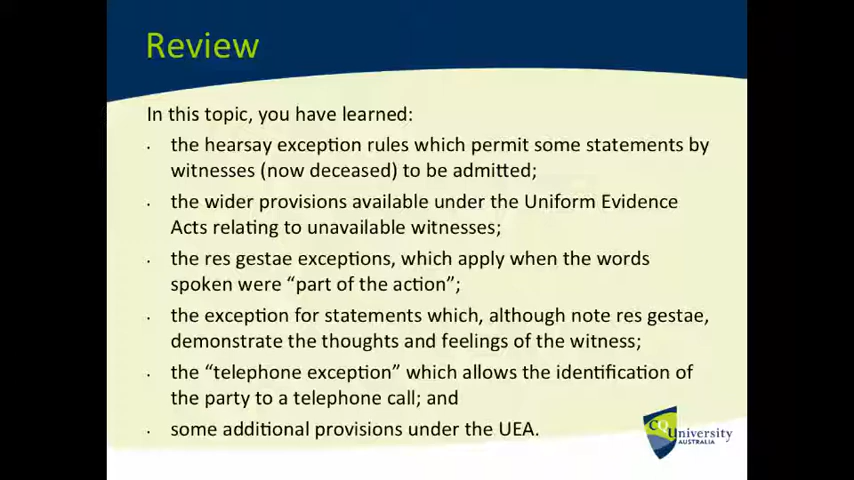 Review
In this topic, you have learned:
· the hearsay exception rules which permit some statements by
witnesses (now deceased) to be admitted;
· the wider provisions available under the Uniform Evidence
Acts relating to unavailable witnesses;
· the res gestae exceptions, which apply when the words
spoken were “part of the action”;
· the exception for statements which, although note res gestae,
demonstrate the thoughts and feelings of the witness;
· the “telephone exception” which allows the identification of
the party to a telephone call; and
· some additional provisions under the UEA.
CQUniversity
AUSTRALIA